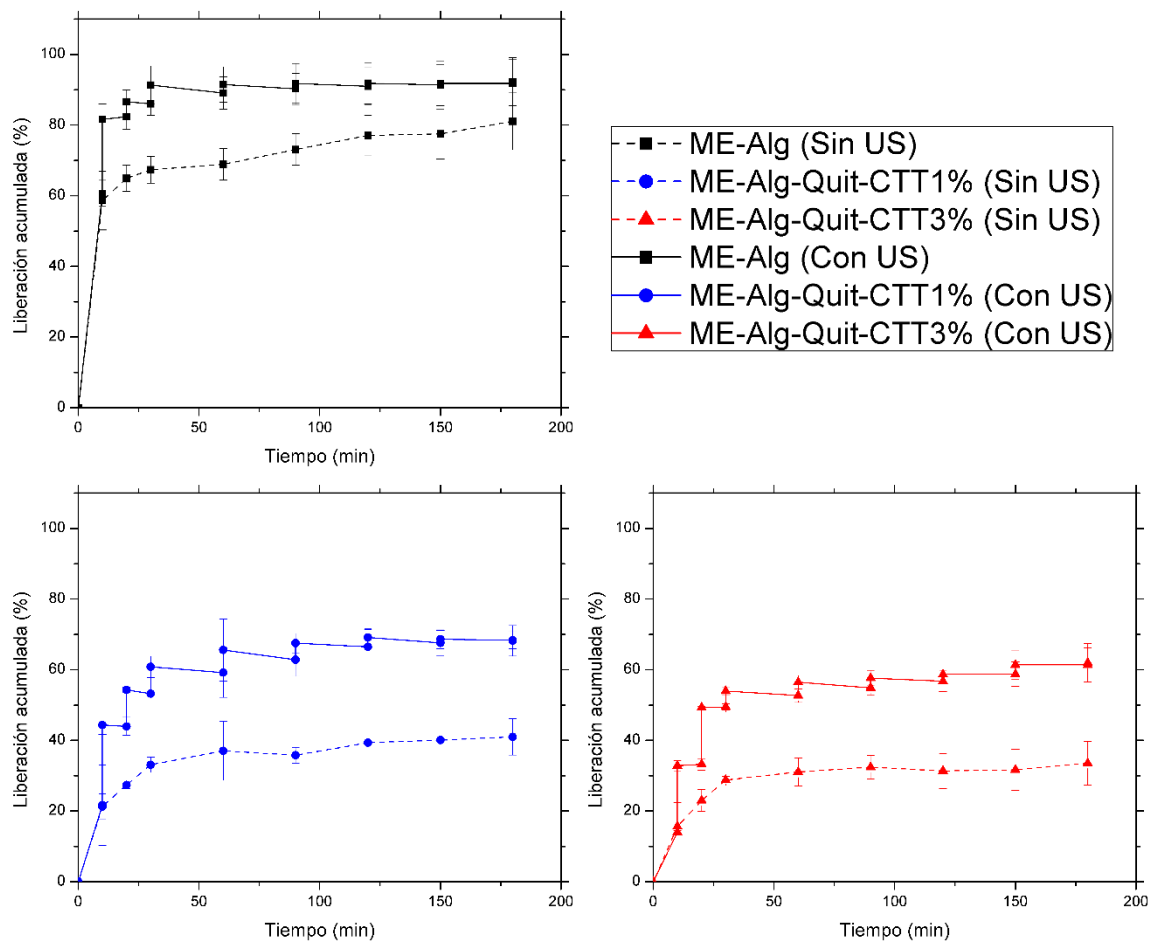 100
80
60
40
20
0
Liberación acumulada (%)
0
50
100
150
200
Tiempo (min)
ME-Alg (Sin US)
ME-Alg-Quit-CTT1% (Sin US)
ME-Alg-Quit-CTT3% (Sin US)
ME-Alg (Con US)
ME-Alg-Quit-CTT1% (Con US)
ME-Alg-Quit-CTT3% (Con US)
100
80
60
40
20
0
Liberación acumulada (%)
0
50
100
150
200
Tiempo (min)
100
80
60
40
20
0
Liberación acumulada (%)
0
50
100
150
200
Tiempo (min)